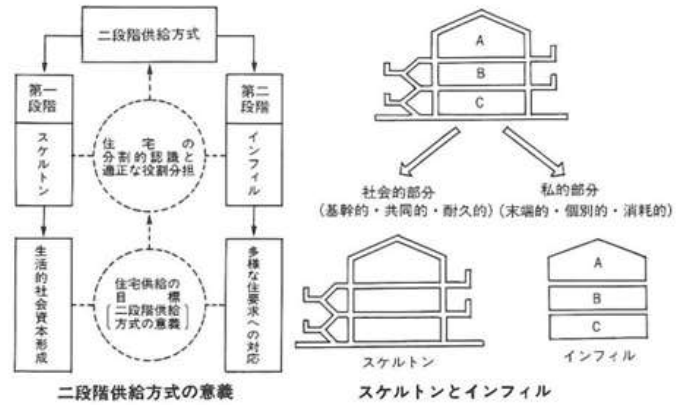 二段階供給方式
第一段階
スケルトン
生活的社会資本形成
第二段階
インフィル
多様な住要求への対応
住宅の
分割的認識と
適正な役割分担
住宅供給の
目標
二段階供給
方式の意義
二段階供給方式の意義
A
B
C
社会的部分
(基幹的・共同的・耐久的)
私的部分
(末端的・個別的・消耗的)
スケルトン
A
B
C
インフィル
スケルトンとインフィル